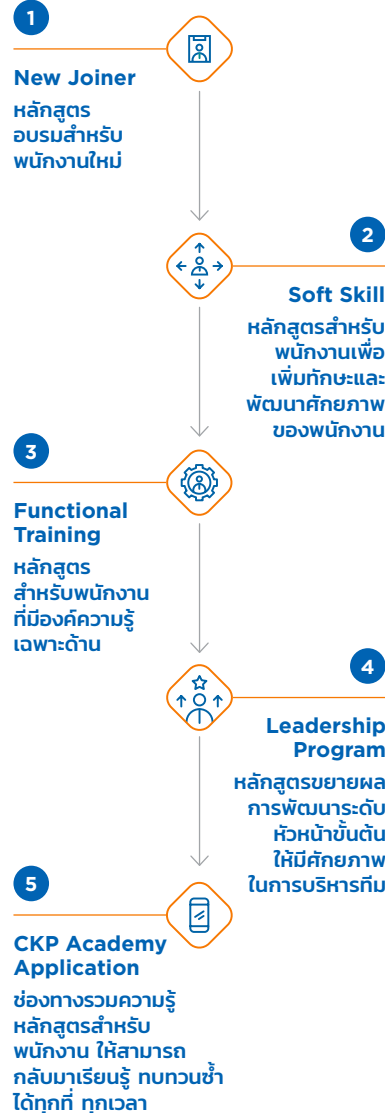 1
New Joiner
หลักสูตร
อบรมสำหรับ
พนักงานใหม่
2
Soft Skill
หลักสูตรสำหรับ
พนักงานเพื่อ
เพิ่มทักษะและ
พัฒนาศักยภาพ
ของพนักงาน
3
Functional
Training
หลักสูตร
สำหรับพนักงาน
ที่มีองค์ความรู้
เฉพาะด้าน
4
Leadership
Program
หลักสูตรขยายผล
การพัฒนาระดับ
หัวหน้าขั้นต้น
ให้มีศักยภาพ
ในการบริหารทีม
5
CKP Academy
Application
ช่องทางรวมความรู้
หลักสูตรสำหรับ
พนักงาน ให้สามารถ
กลับมาเรียนรู้ ทบทวนซ้ำ
ได้ทุกที่ ทุกเวลา